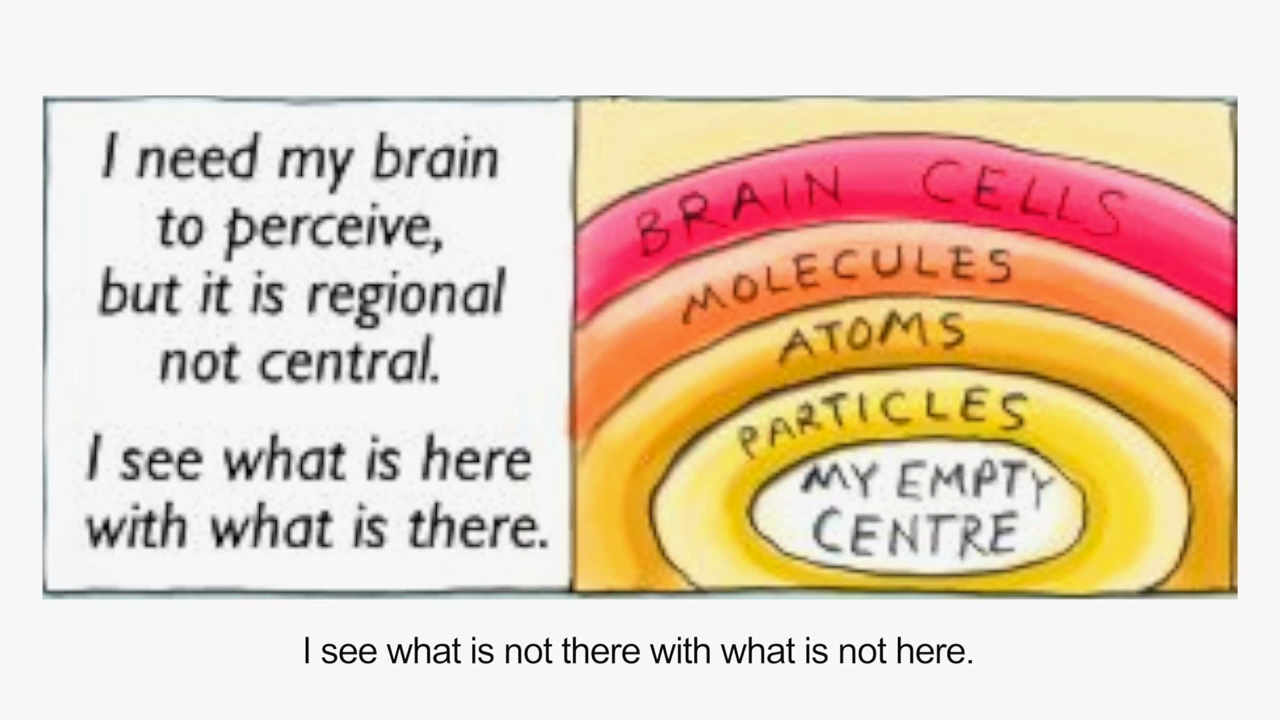 I need my brain
to perceive,
but it is regional
not central.
I see what is here
with what is there.
BRAIN CELLS
MOLECULES
ATOMS
PARTICLES
MY EMPTY
CENTRE
I see what is not there with what is not here.